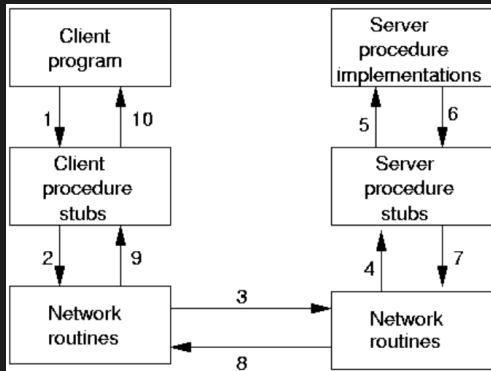 Client
program
Server
procedure
implementations
1
10
5
6
Client
procedure
stubs
Server
procedure
stubs
2
9
4
7
3
Network
routines
Network
routines
8